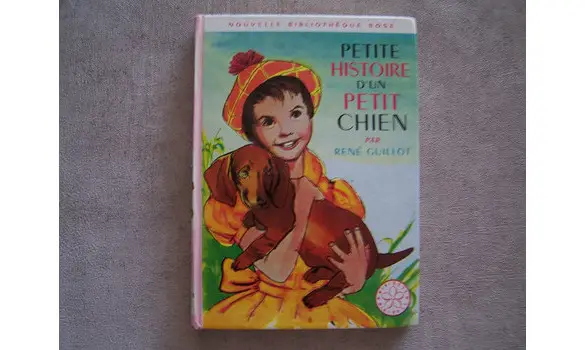 NOUVELLE BIBLIOTHÈQUE ROSE
PETITE
HISTOIRE
D'UN
PETIT
CHIEN
PAR
RENÉ GUILLOT